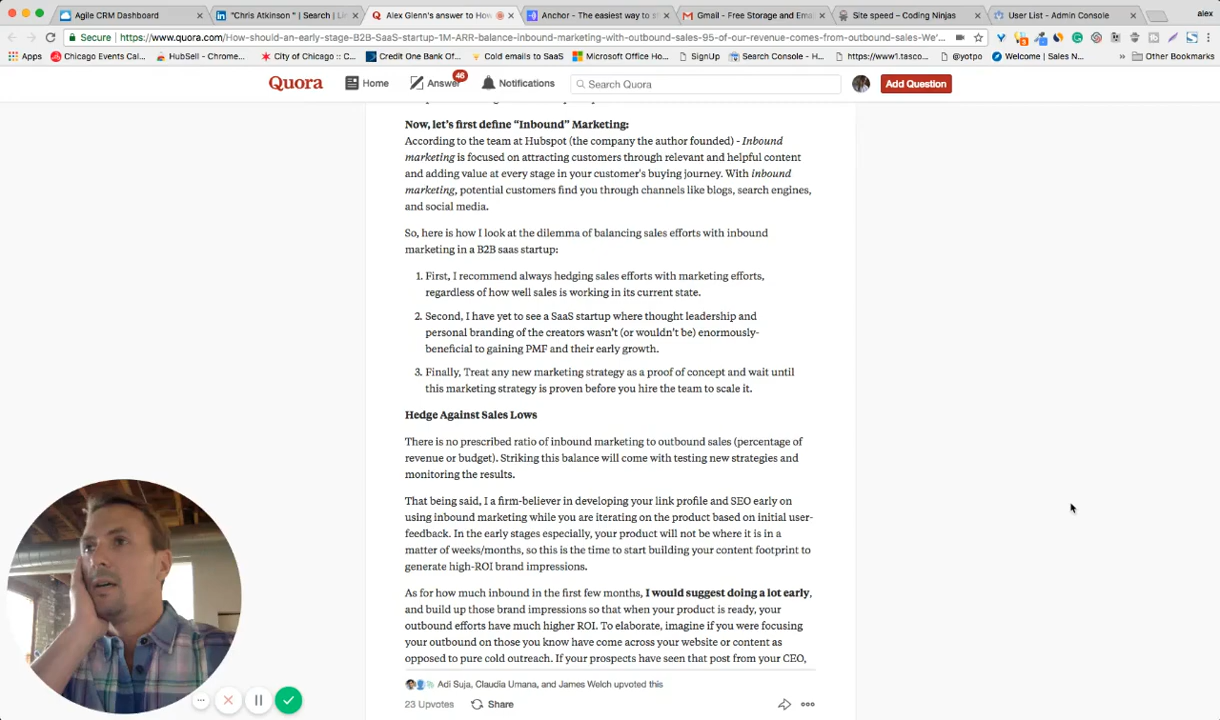 Agile CRM Dashboard
"Chris Atkinson " | Search | Li
Alex Glenn's answer to How
Anchor - The easiest way to s
Gmail - Free Storage and Ema
Site speed – Coding Ninjas
User List - Admin Console
alex
Secure
https://www.quora.com/How-should-an-early-stage-B2B-SaaS-startup-1M-ARR-balance-inbound-marketing-with-outbound-sales-95-of-our-revenue-comes-from-outbound-sales-We'...
Apps
Chicago Events Cal...
HubSell - Chrome...
City of Chicago :: C...
Credit One Bank Of...
Cold emails to SaaS
Microsoft Office Ho
SignUp
Search Console - H...
https://www1.tasco...
@yotpo
Welcome | Sales N...
»
Other Bookmarks
Quora
Home
Answer
46
Notifications
Search Quora
Add Question
Now, let's first define "Inbound" Marketing:
According to the team at Hubspot (the company the author founded) - Inbound
marketing is focused on attracting customers through relevant and helpful content
and adding value at every stage in your customer's buying journey. With inbound
marketing, potential customers find you through channels like blogs, search engines,
and social media.
So, here is how I look at the dilemma of balancing sales efforts with inbound
marketing in a B2B saas startup:
1. First, I recommend always hedging sales efforts with marketing efforts,
regardless of how well sales is working in its current state.
2. Second, I have yet to see a SaaS startup where thought leadership and
personal branding of the creators wasn't (or wouldn't be) enormously-
beneficial to gaining PMF and their early growth.
3. Finally, Treat any new marketing strategy as a proof of concept and wait until
this marketing strategy is proven before you hire the team to scale it.
Hedge Against Sales Lows
There is no prescribed ratio of inbound marketing to outbound sales (percentage of
revenue or budget). Striking this balance will come with testing new strategies and
monitoring the results.
That being said, I a firm-believer in developing your link profile and SEO early on
using inbound marketing while you are iterating on the product based on initial user-
feedback. In the early stages especially, your product will not be where it is in a
matter of weeks/months, so this is the time to start building your content footprint to
generate high-ROI brand impressions.
As for how much inbound in the first few months, I would suggest doing a lot early,
and build up those brand impressions so that when your product is ready, your
outbound efforts have much higher ROI. To elaborate, imagine if you were focusing
your outbound on those you know have come across your website or content as
opposed to pure cold outreach. If your prospects have seen that post from your CEO,
Adi Suja, Claudia Umana, and James Welch upvoted this
23 Upvotes
Share